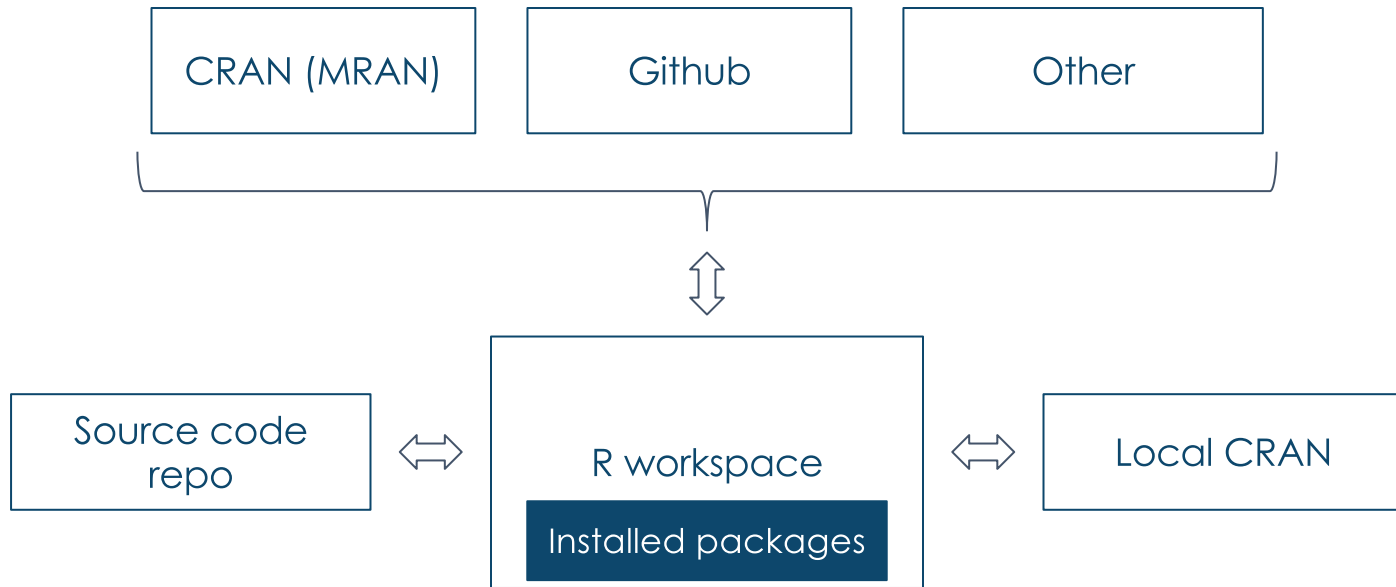 CRAN (MRAN)
Github
Other
Source code
repo
R workspace
Installed packages
Local CRAN